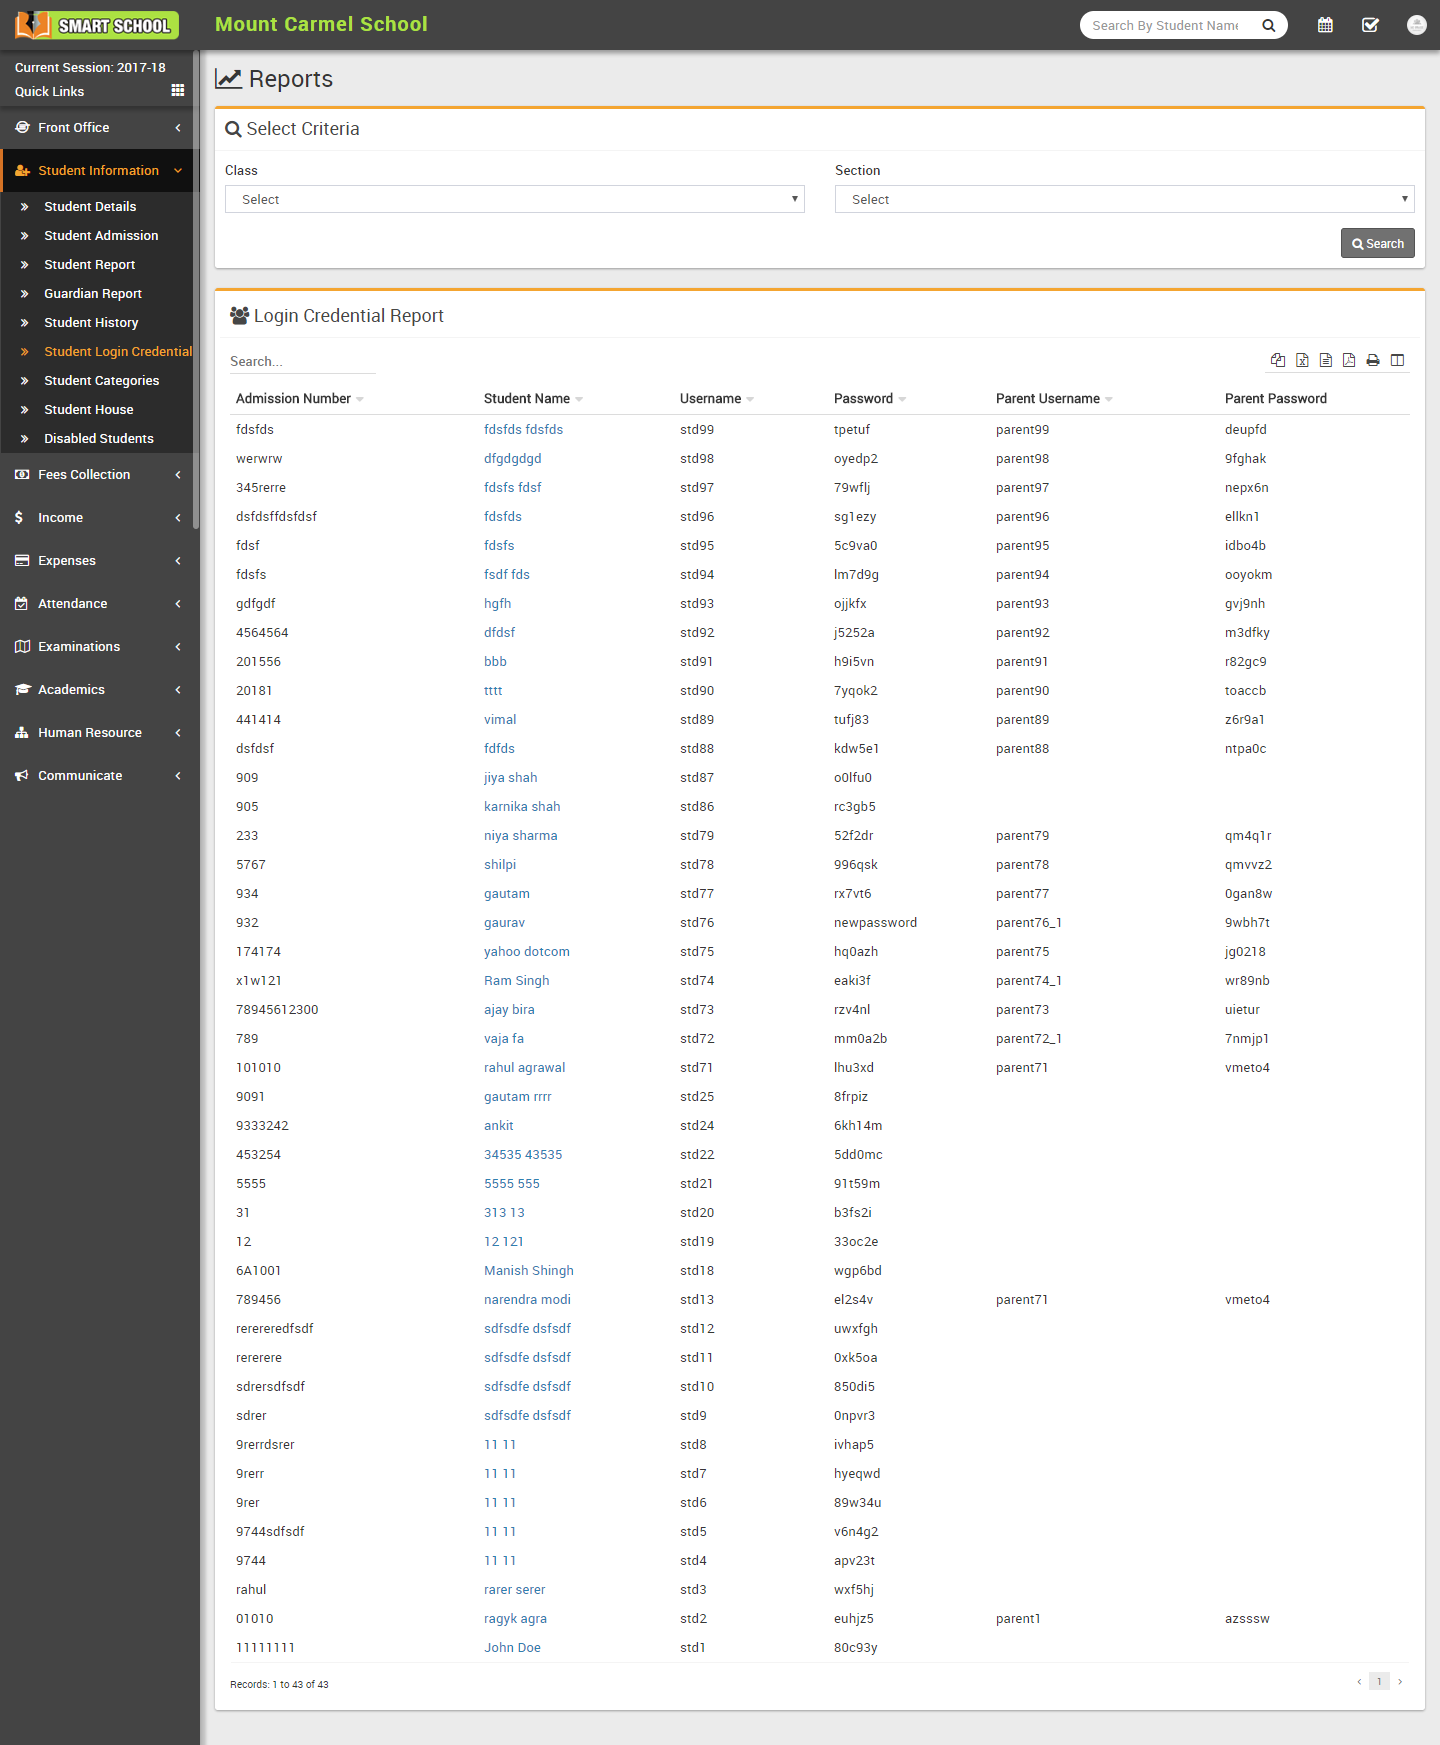 SMART SCHOOL
Mount Carmel School
Search By Student Name
Current Session: 2017-18
Quick Links
Front Office
Student Information
Student Details
Student Admission
Student Report
Guardian Report
Student History
Student Login Credential
Student Categories
Student House
Disabled Students
Fees Collection
Income
Expenses
Attendance
Examinations
Academics
Human Resource
Communicate
Reports
Select Criteria
Class Section
Select Select
Search
Login Credential Report
Search...
Admission Number Student Name Username Password Parent Username Parent Password
fdsfds fdsfds fdsfds std99 tpetuf parent99 deupfd
werwrw dfgdgdgd std98 oyedp2 parent98 9fghak
345rerre fdsfs fdsf std97 79wflj parent97 nepx6n
dsfdsffdsfdsf fdsfds std96 sg1ezy parent96 ellkn1
fdsf fdsfs std95 5c9va0 parent95 idbo4b
fdsfs fsdf fds std94 lm7d9g parent94 ooyokm
gdfgdf hgfh std93 ojjkfx parent93 gvj9nh
4564564 dfdsf std92 j5252a parent92 m3dfky
201556 bbb std91 h9i5vn parent91 r82gc9
20181 tttt std90 7yqok2 parent90 toaccb
441414 vimal std89 tufj83 parent89 z6r9a1
dsfdsf fdfds std88 kdw5e1 parent88 ntpa0c
909 jiya shah std87 o0lfu0
905 karnika shah std86 rc3gb5
233 niya sharma std79 52f2dr parent79 qm4q1r
5767 shilpi std78 996qsk parent78 qmvvz2
934 gautam std77 rx7vt6 parent77 0gan8w
932 gaurav std76 newpassword parent76_1 9wbh7t
174174 yahoo dotcom std75 hq0azh parent75 jg0218
x1w121 Ram Singh std74 eaki3f parent74_1 wr89nb
78945612300 ajay bira std73 rzv4nl parent73 uietur
789 vaja fa std72 mm0a2b parent72_1 7nmjp1
101010 rahul agrawal std71 lhu3xd parent71 vmeto4
9091 gautam rrrr std25 8frpiz
9333242 ankit std24 6kh14m
453254 34535 43535 std22 5dd0mc
5555 5555 555 std21 91t59m
31 313 13 std20 b3fs2i
12 12 121 std19 33oc2e
6A1001 Manish Shingh std18 wgp6bd
789456 narendra modi std13 el2s4v parent71 vmeto4
rerereredfsdf sdfsdfe dsfsdf std12 uwxfgh
rererere sdfsdfe dsfsdf std11 0xk5oa
sdrersdfsdf sdfsdfe dsfsdf std10 850di5
sdrer sdfsdfe dsfsdf std9 0npvr3
9rerrdsrer 11 11 std8 ivhap5
9rerr 11 11 std7 hyeqwd
9rer 11 11 std6 89w34u
9744sdfsdf 11 11 std5 v6n4g2
9744 11 11 std4 apv23t
rahul rarer serer std3 wxf5hj
01010 ragyk agra std2 euhjz5 parent1 azsssw
11111111 John Doe std1 80c93y
Records: 1 to 43 of 43
1